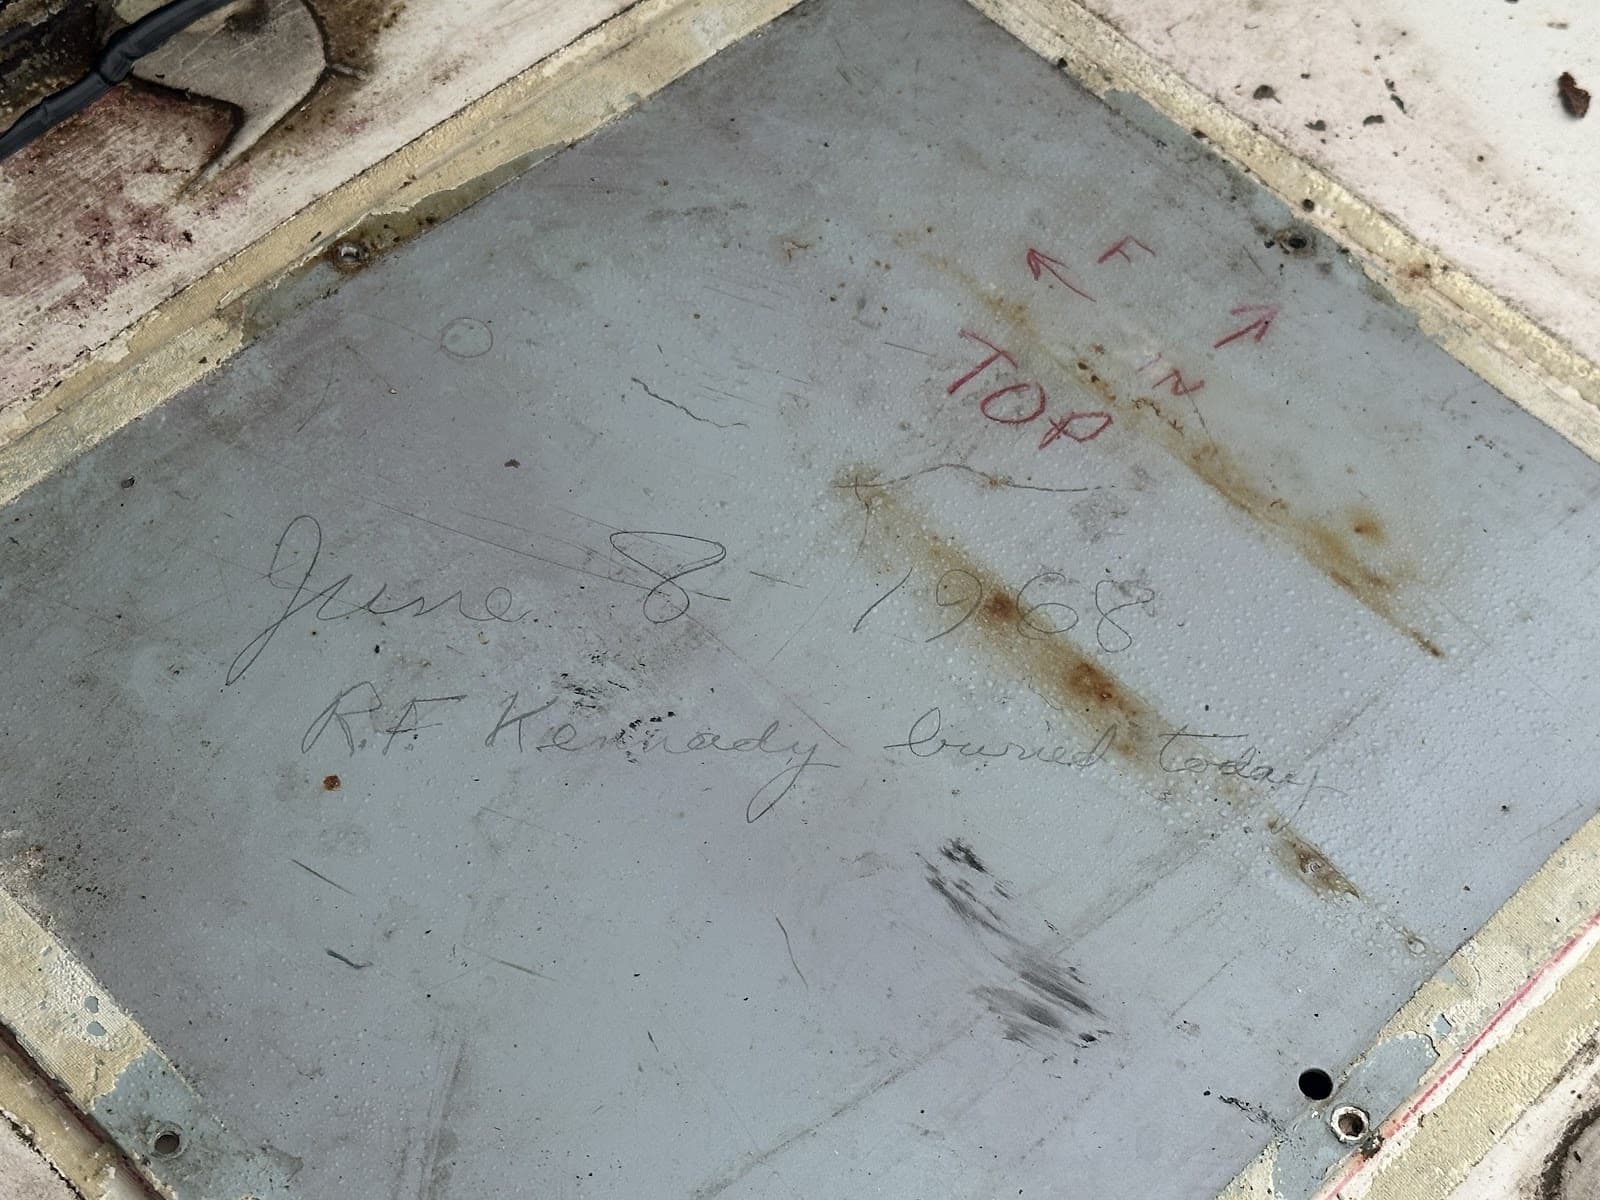 F
IN
TOP
June 8 - 1968
R.F. Kennady buried today